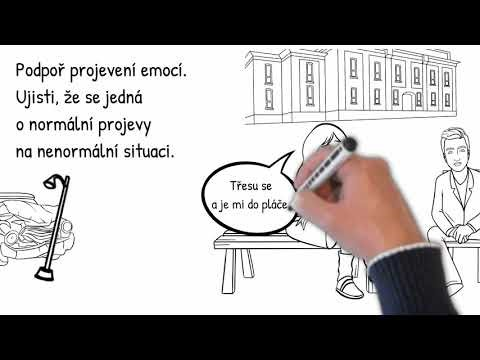 Podpoř projevení emocí.
Ujisti, že se jedná
o normální projevy
na nenormální situaci.
Třesu se
a je mi do pláče